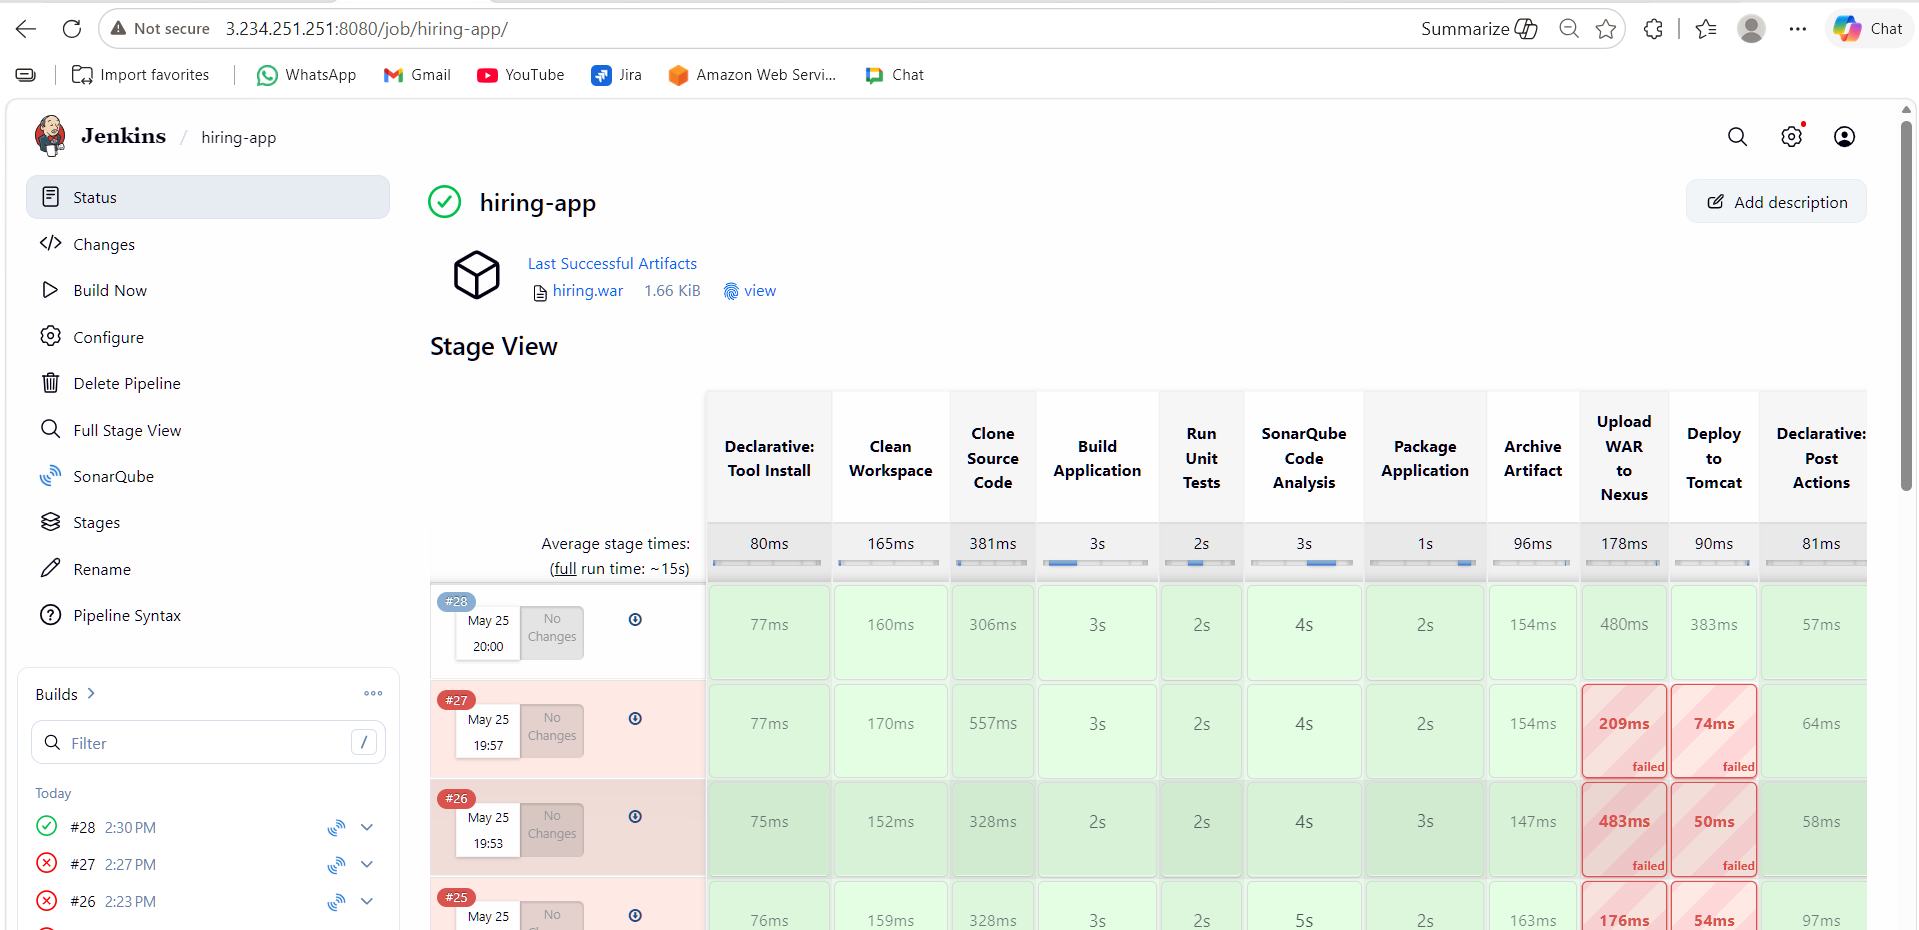 Not secure 3.234.251.251:8080/job/hiring-app/ Summarize Chat
Import favorites WhatsApp Gmail YouTube Jira Amazon Web Servi... Chat
Jenkins / hiring-app
Status
Changes
Build Now
Configure
Delete Pipeline
Full Stage View
SonarQube
Stages
Rename
Pipeline Syntax
Builds
Filter /
Today
#28 2:30 PM
#27 2:27 PM
#26 2:23 PM
hiring-app
Add description
Last Successful Artifacts
hiring.war 1.66 KiB view
Stage View
Declarative: Tool Install
Clean Workspace
Clone Source Code
Build Application
Run Unit Tests
SonarQube Code Analysis
Package Application
Archive Artifact
Upload WAR to Nexus
Deploy to Tomcat
Declarative: Post Actions
Average stage times: 80ms 165ms 381ms 3s 2s 3s 1s 96ms 178ms 90ms 81ms
(full run time: ~15s)
#28
May 25 20:00 No Changes 77ms 160ms 306ms 3s 2s 4s 2s 154ms 480ms 383ms 57ms
#27
May 25 19:57 No Changes 77ms 170ms 557ms 3s 2s 4s 2s 154ms 209ms failed 74ms failed 64ms
#26
May 25 19:53 No Changes 75ms 152ms 328ms 2s 2s 4s 3s 147ms 483ms failed 50ms failed 58ms
#25
May 25 No 76ms 159ms 328ms 3s 2s 5s 2s 163ms 176ms 54ms 97ms